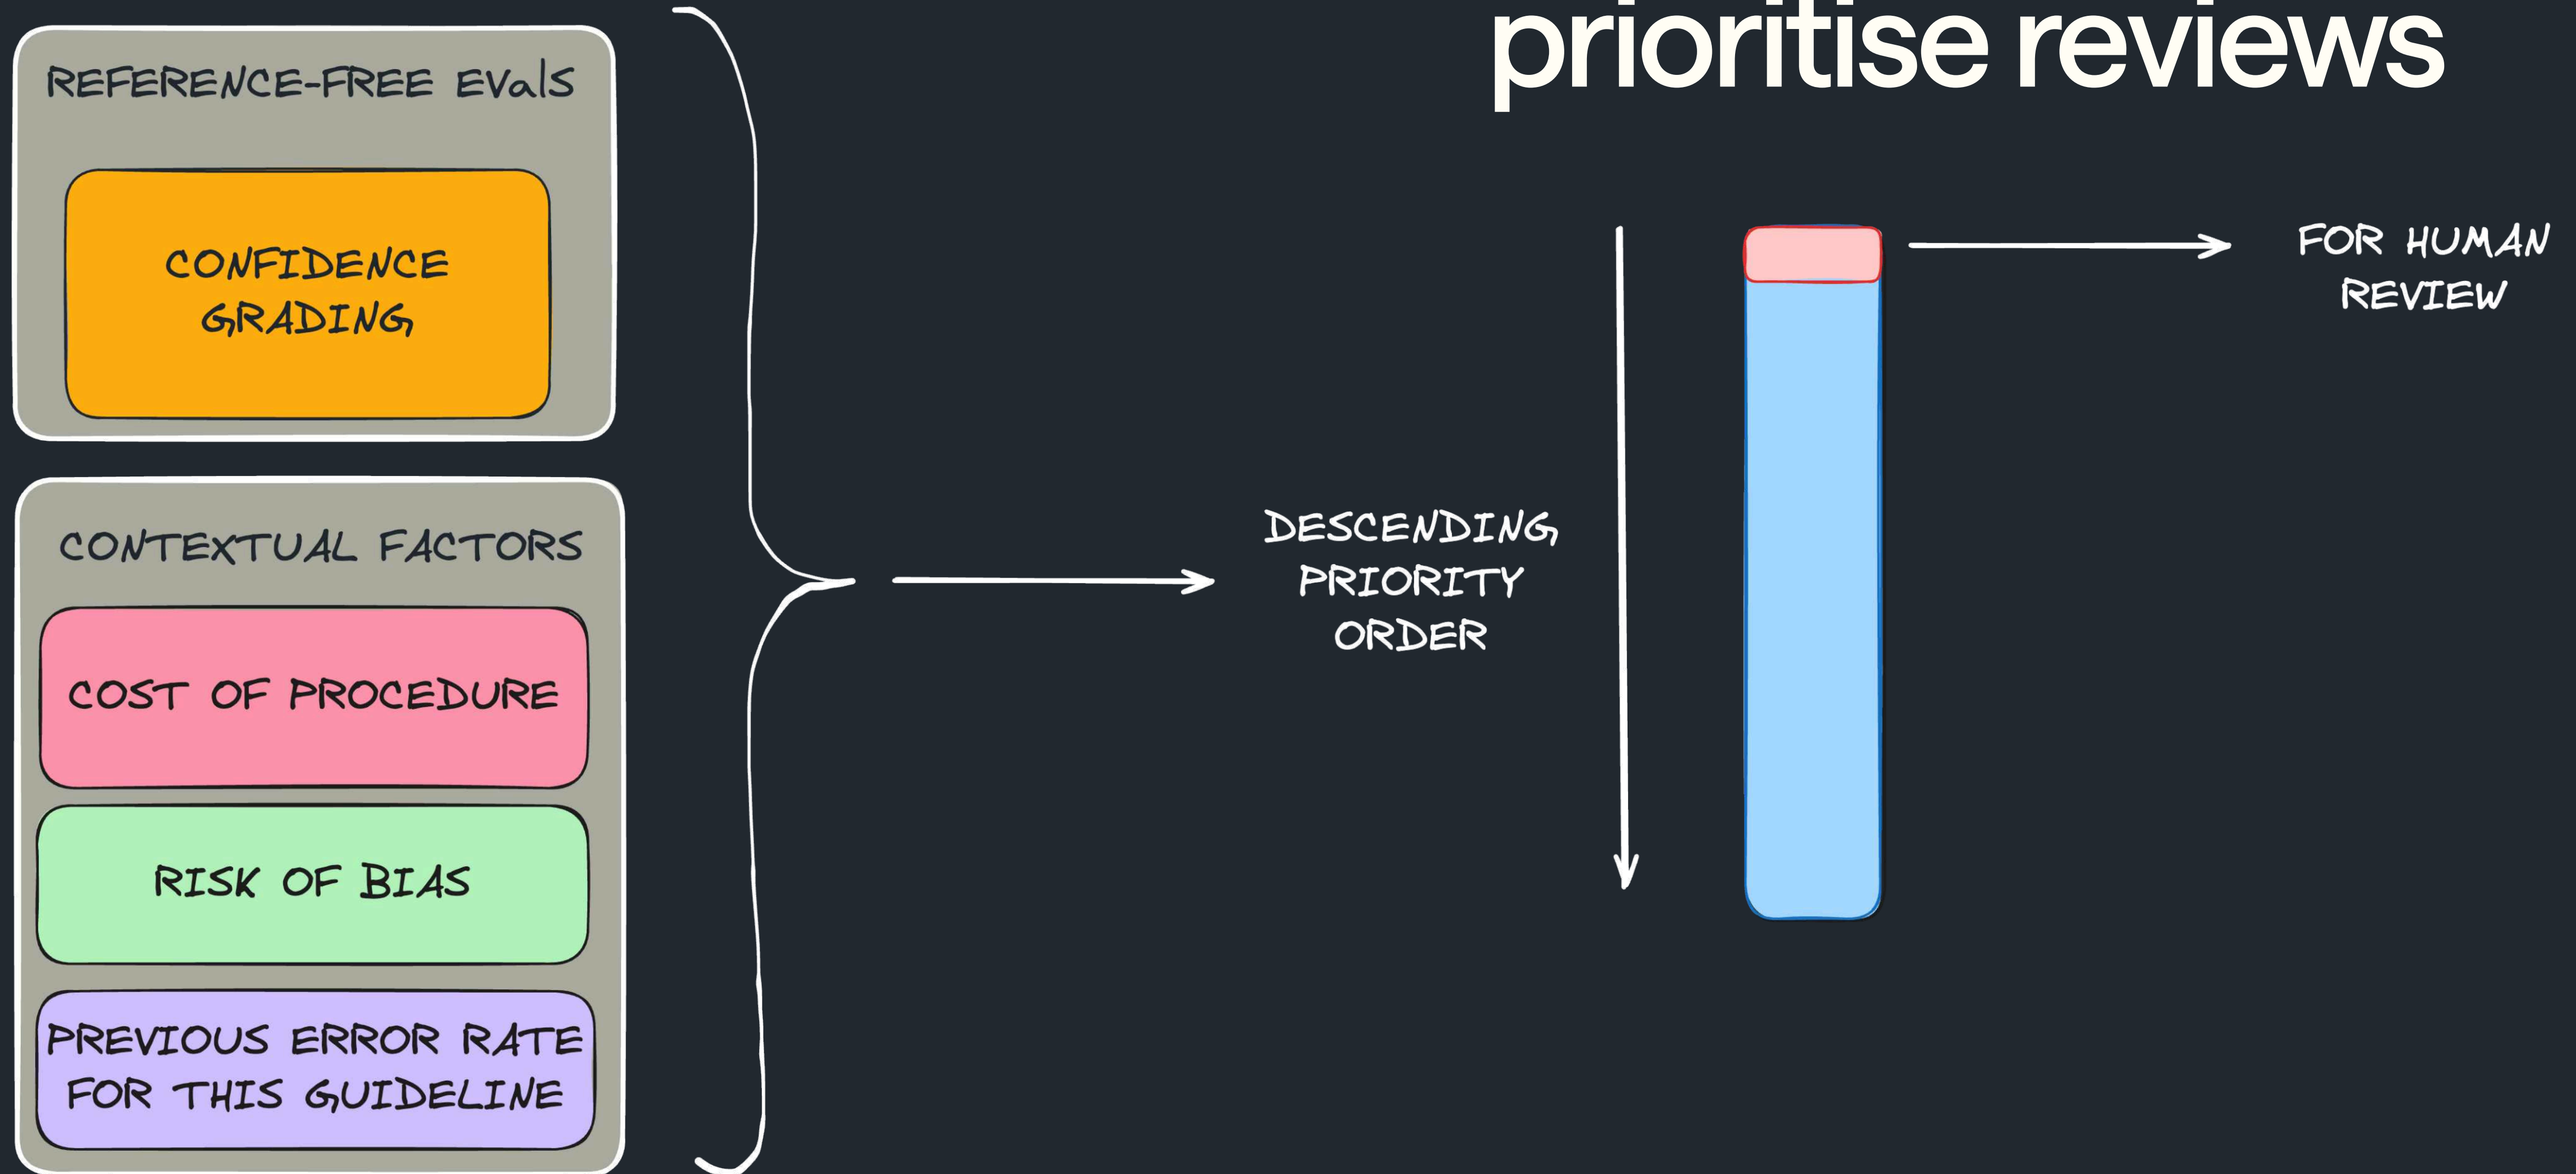 prioritise reviews
REFERENCE-FREE EValS
CONFIDENCE
GRADING
CONTEXTUAL FACTORS
COST OF PROCEDURE
RISK OF BIAS
PREVIOUS ERROR RATE
FOR THIS GUIDELINE
DESCENDING
PRIORITY
ORDER
FOR HUMAN
REVIEW